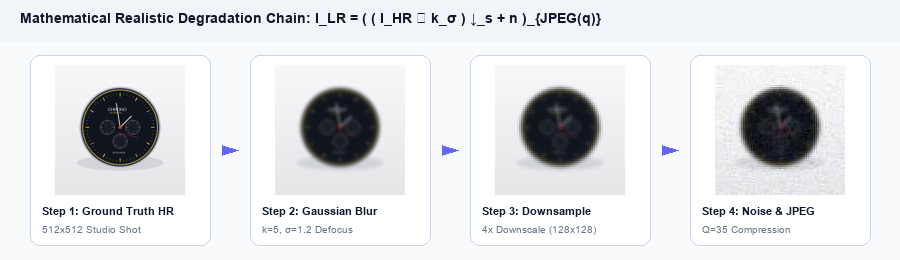 Mathematical Realistic Degradation Chain: I_LR = ( ( I_HR □ k_σ ) ↓_s + n )_{JPEG(q)}
CHRONO
Step 1: Ground Truth HR
512x512 Studio Shot
Step 2: Gaussian Blur
k=5, σ=1.2 Defocus
Step 3: Downsample
4x Downscale (128x128)
Step 4: Noise & JPEG
Q=35 Compression